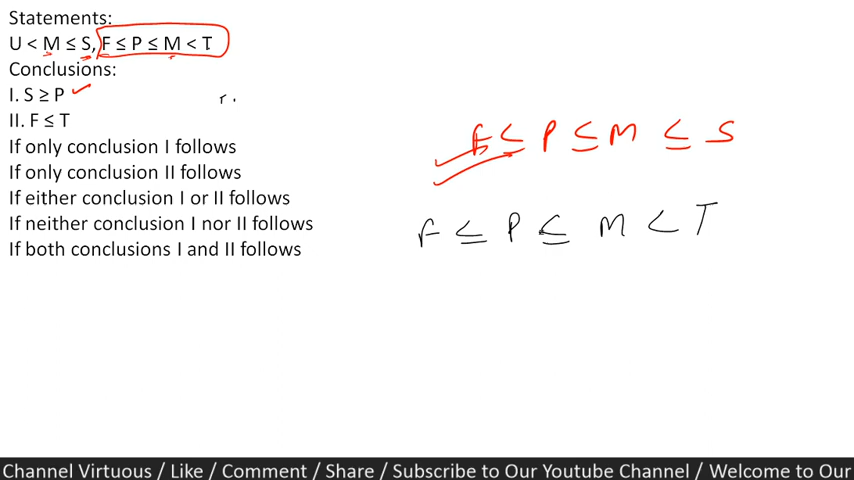 Statements:
U < M ≤ S, F ≤ P ≤ M < T
Conclusions:
I. S ≥ P
II. F ≤ T
If only conclusion I follows
If only conclusion II follows
If either conclusion I or II follows
If neither conclusion I nor II follows
If both conclusions I and II follows
F ≤ P ≤ M ≤ S
F ≤ P ≤ M < T
Channel Virtuous / Like / Comment / Share / Subscribe to Our Youtube Channel / Welcome to Our